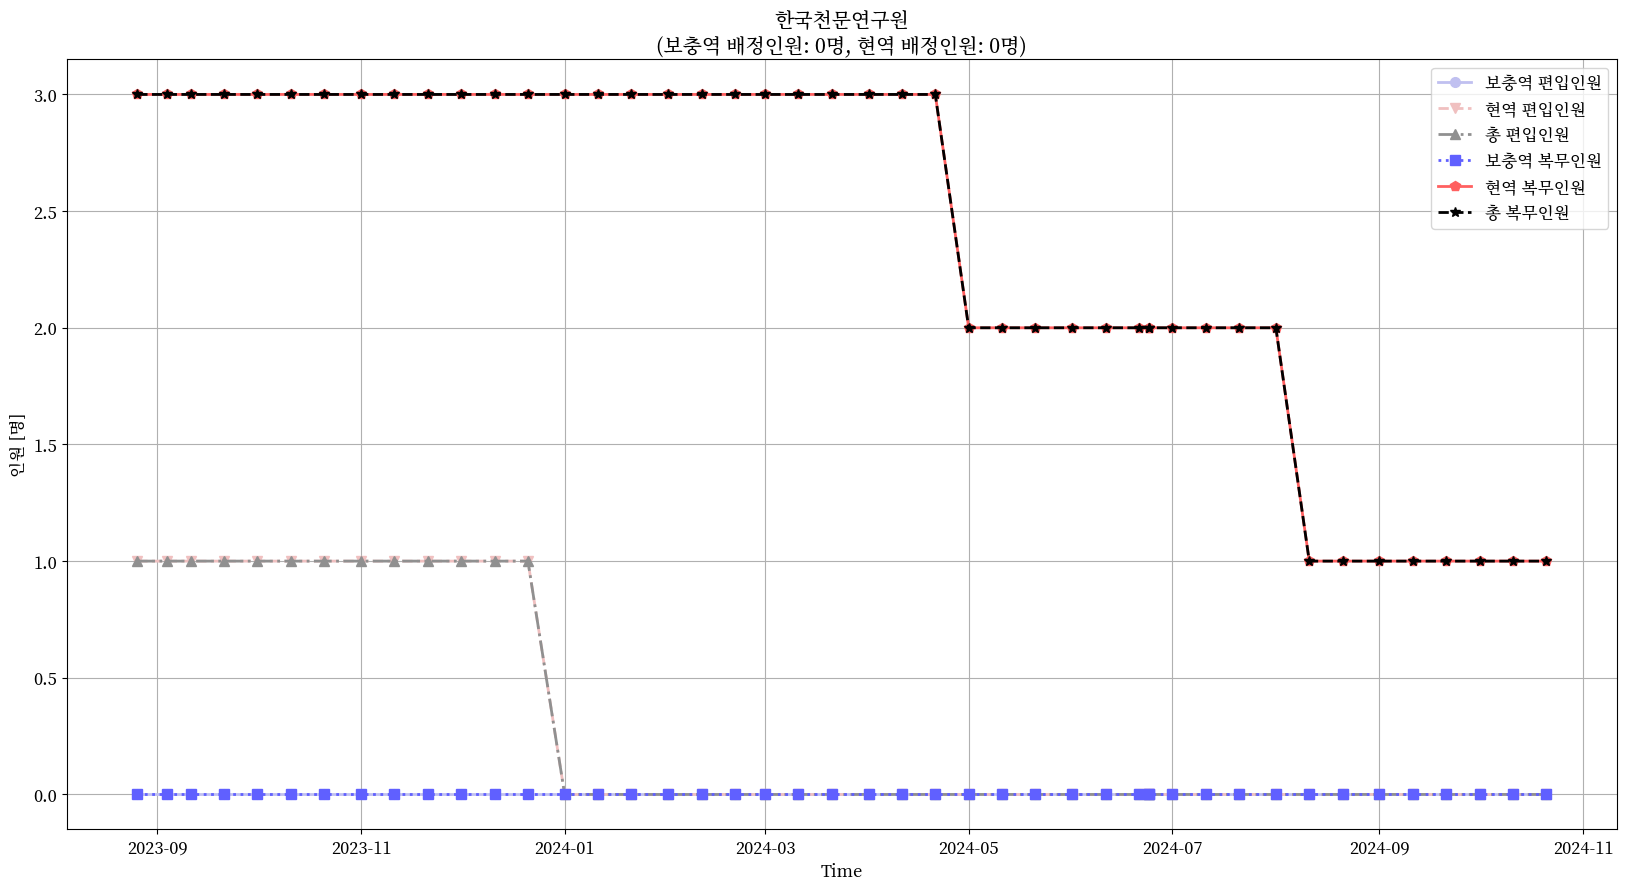 한국천문연구원
(보충역 배정인원: 0명, 현역 배정인원: 0명)
보충역 편입인원
현역 편입인원
총 편입인원
보충역 복무인원
현역 복무인원
총 복무인원
3.0
2.5
2.0
1.5
1.0
0.5
0.0
인원 [명]
2023-09
2023-11
2024-01
2024-03
2024-05
2024-07
2024-09
2024-11
Time